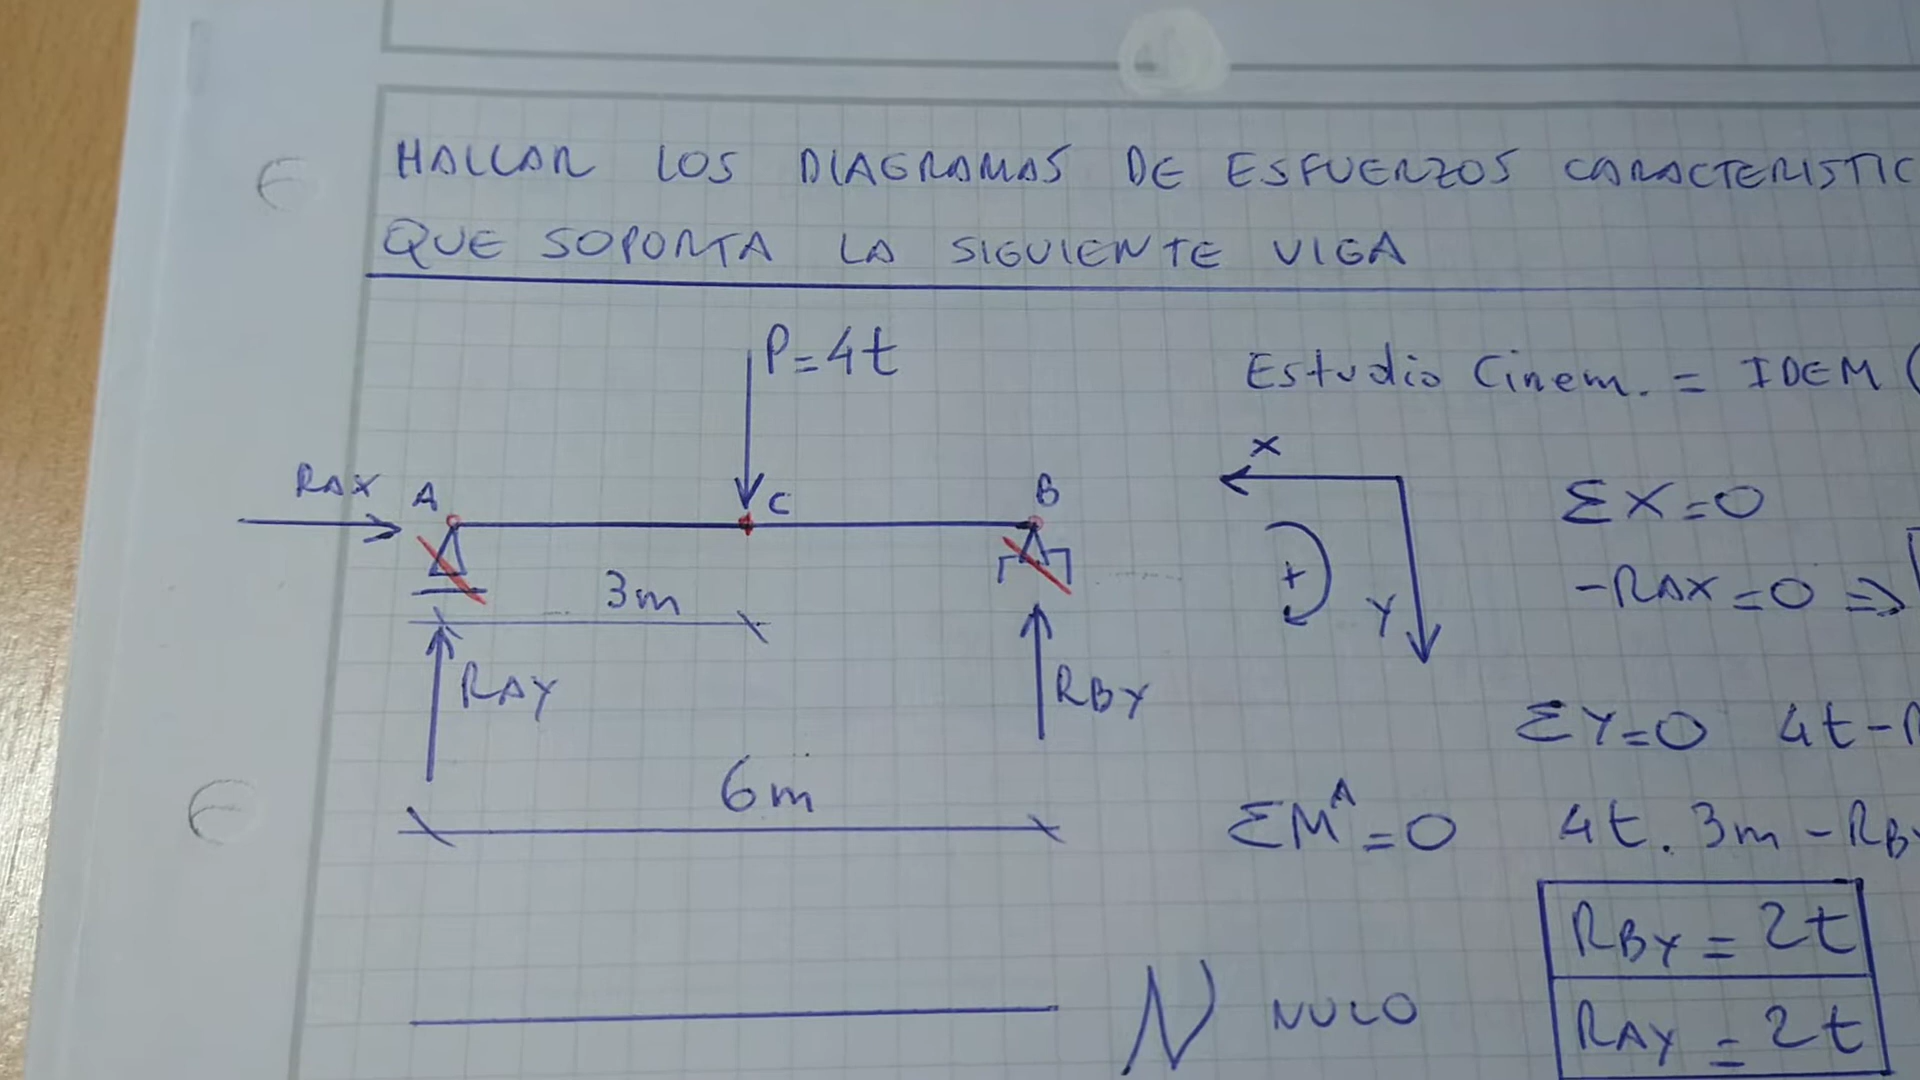 HALLAR LOS DIAGRAMAS DE ESFUERZOS CARACTERISTIC
QUE SOPORTA LA SIGUIENTE VIGA
P=4t
Estudio Cinem. = IDEM (
RAX A C B
X
ΣX=0
3m
+
Y
-RAX=0 ⇒
RAY
RBY
ΣY=0 4t-R
6m
ΣMᴬ=0 4t. 3m - RBY
RBY = 2t
N NULO
RAY = 2t